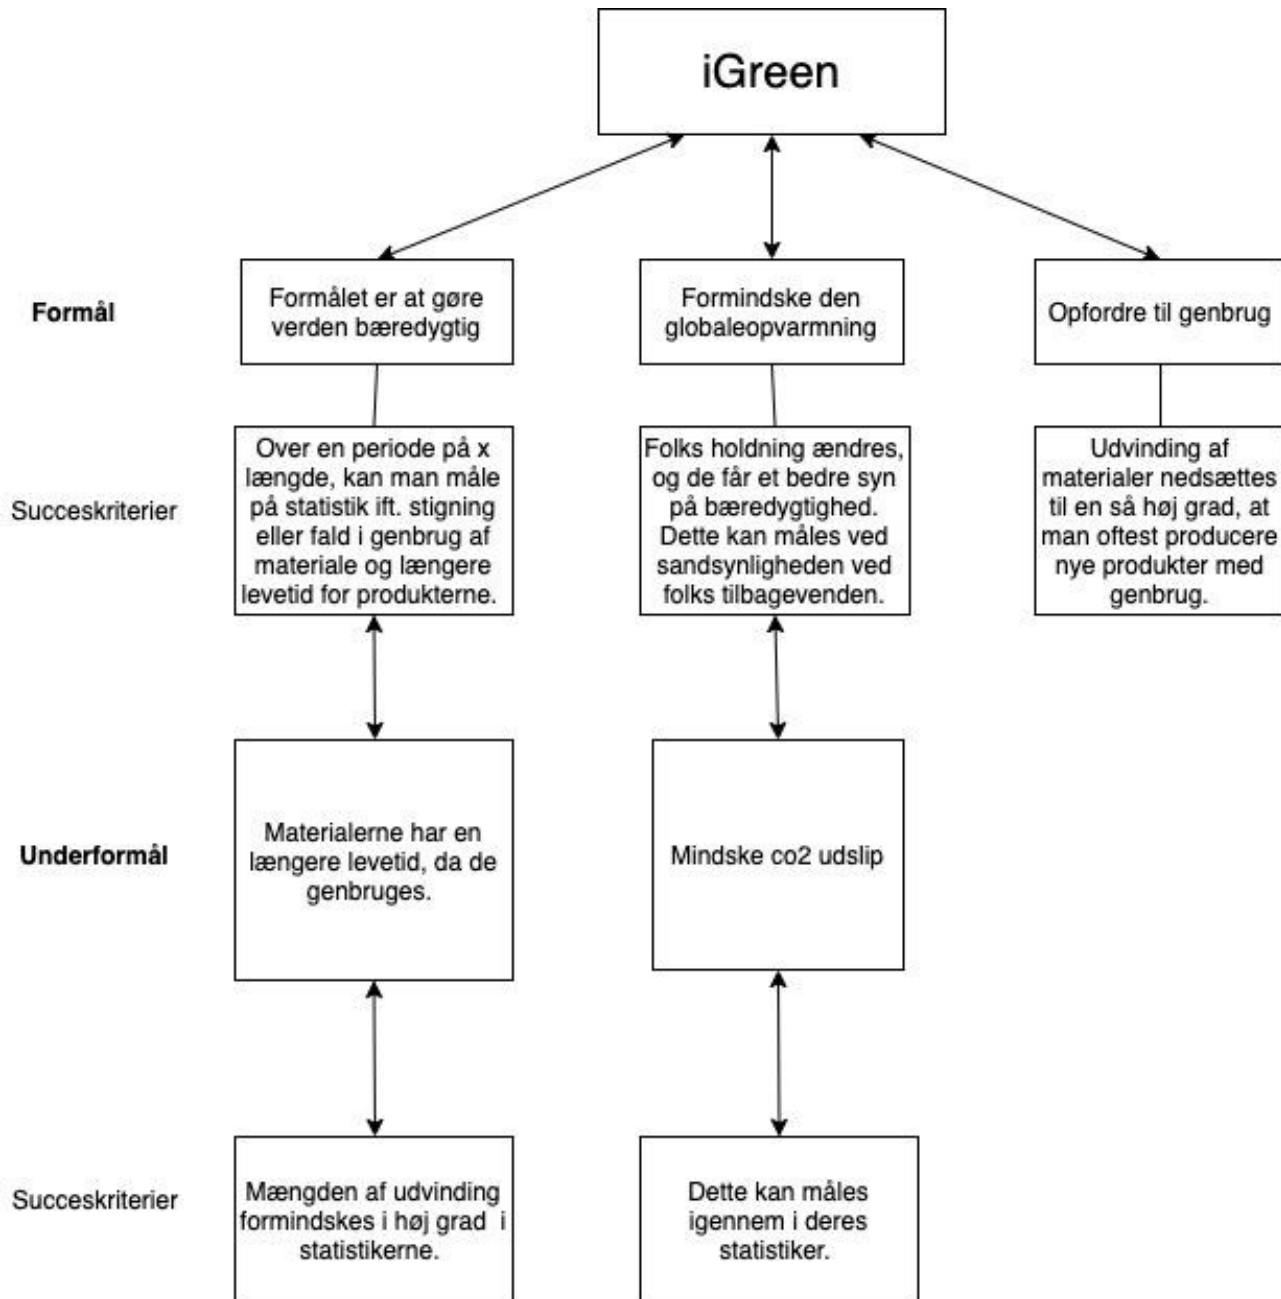 iGreen
Formål
Formålet er at gøre
verden bæredygtig
Formindske den
globaleopvarmning
Opfordre til genbrug
Succeskriterier
Over en periode på x
længde, kan man måle
på statistik ift. stigning
eller fald i genbrug af
materiale og længere
levetid for produkterne.
Folks holdning ændres,
og de får et bedre syn
på bæredygtighed.
Dette kan måles ved
sandsynligheden ved
folks tilbagevenden.
Udvinding af
materialer nedsættes
til en så høj grad, at
man oftest producere
nye produkter med
genbrug.
Underformål
Materialerne har en
længere levetid, da de
genbruges.
Mindske co2 udslip
Succeskriterier
Mængden af udvinding
formindskes i høj grad i
statistikerne.
Dette kan måles
igennem i deres
statistiker.